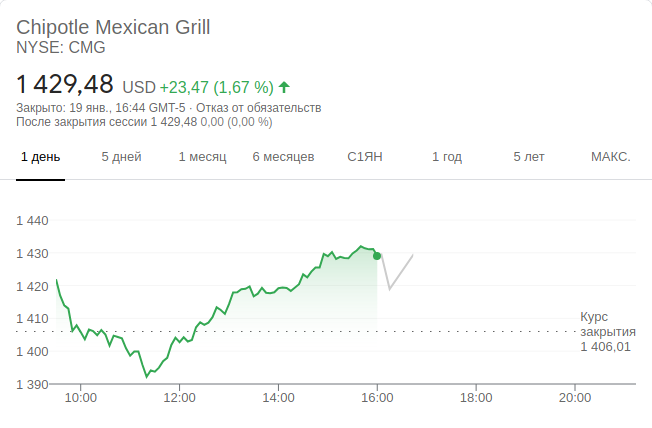 Chipotle Mexican Grill
NYSE: CMG
1 429,48 USD +23,47 (1,67 %)
Закрыто: 19 янв., 16:44 GMT-5 · Отказ от обязательств
После закрытия сессии 1 429,48 0,00 (0,00 %)
1 день 5 дней 1 месяц 6 месяцев С1ЯН 1 год 5 лет МАКС.
1 440
1 430
1 420
1 410
1 400
1 390
Курс
закрытия
1 406,01
10:00 12:00 14:00 16:00 18:00 20:00